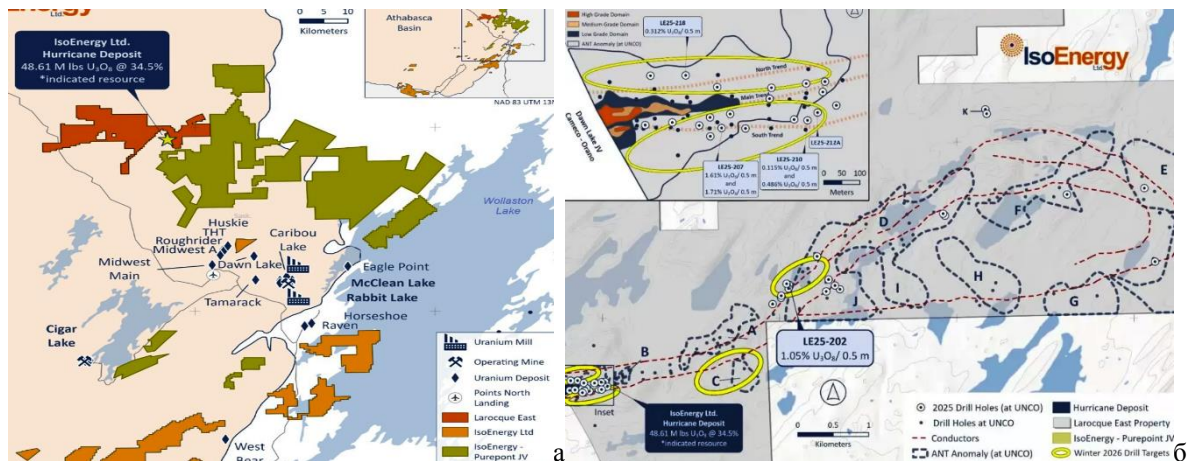 Energy
Ltd.
0 5 10
Kilometers
Athabasca
Basin
NAD 83 UTM 13N
IsoEnergy Ltd.
Hurricane Deposit
48.61 M lbs U₃O₈ @ 34.5%
*indicated resource
Wollaston
Lake
Huskie
THT
Roughrider
Midwest A
Caribou
Lake
Midwest
Main
Dawn Lake
Tamarack
Eagle Point
McClean Lake
Rabbit Lake
Horseshoe
Raven
Cigar
Lake
West
Bear
Uranium Mill
Operating Mine
Uranium Deposit
Points North
Landing
Larocque East
IsoEnergy Ltd
IsoEnergy -
Purepoint JV
а
High Grade Domain
Medium Grade Domain
Low Grade Domain
ANT Anomaly (at UNCO)
LE25-218
0.312% U₃O₈/ 0.5 m
North Trend
Main Trend
South Trend
Dawn Lake JV
Cameco - Orano
LE25-212A
LE25-207
1.61% U₃O₈/ 0.5 m
and
1.71% U₃O₈/ 0.5 m
LE25-210
0.115% U₃O₈/ 0.5 m
and
0.486% U₃O₈/ 0.5 m
0 50 100
Meters
IsoEnergy
Ltd.
K
E
D
F
H
I
J
G
A
B
C
LE25-202
1.05% U₃O₈/ 0.5 m
Inset
IsoEnergy Ltd.
Hurricane Deposit
48.61 M lbs U₃O₈ @ 34.5%
*indicated resource
0 0.5 1
Kilometers
2025 Drill Holes (at UNCO)
Drill Holes at UNCO
Conductors
ANT Anomaly (at UNCO)
Hurricane Deposit
Larocque East Property
IsoEnergy - Purepoint JV
Winter 2026 Drill Targets
б